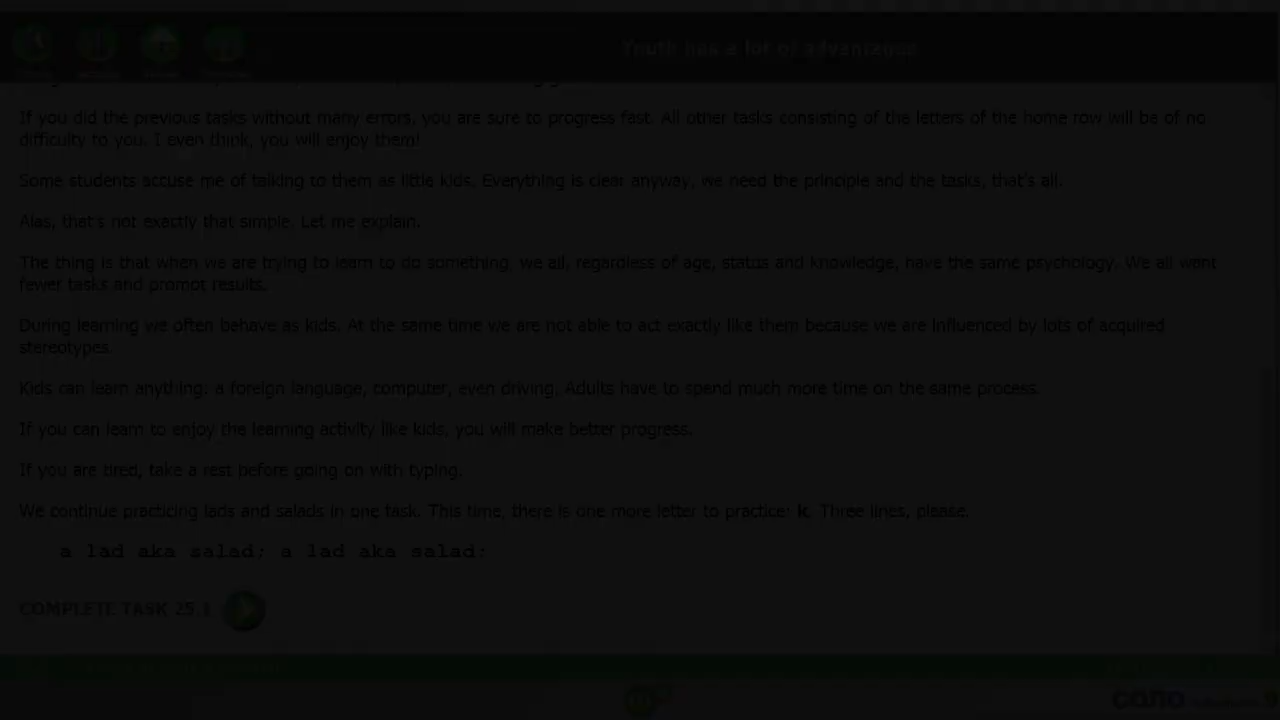 Youth has a lot of advantages
If you did the previous tasks without many errors, you are sure to progress fast. All other tasks consisting of the letters of the home row will be of no
difficulty to you. I even think, you will enjoy them!
Some students accuse me of talking to them as little kids. Everything is clear anyway, we need the principle and the tasks, that's all.
Alas, that's not exactly that simple. Let me explain.
The thing is that when we are trying to learn to do something, we all, regardless of age, status and knowledge, have the same psychology. We all want
fewer tasks and prompt results.
During learning we often behave as kids. At the same time we are not able to act exactly like them because we are influenced by lots of acquired
stereotypes.
Kids can learn anything: a foreign language, computer, even driving. Adults have to spend much more time on the same process.
If you can learn to enjoy the learning activity like kids, you will make better progress.
If you are tired, take a rest before going on with typing.
We continue practicing lads and salads in one task. This time, there is one more letter to practice: k. Three lines, please.
a lad aka salad; a lad aka salad;
COMPLETE TASK 25.1
соло